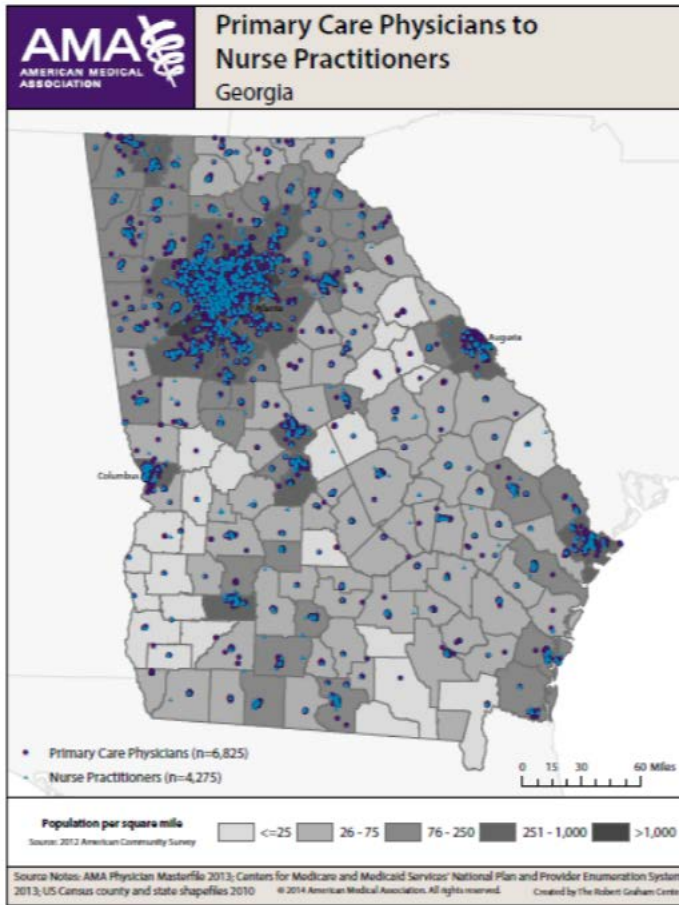 AMA
AMERICAN MEDICAL
ASSOCIATION
Primary Care Physicians to
Nurse Practitioners
Georgia
Atlanta
Augusta
Columbus
Primary Care Physicians (n=6,825)
Nurse Practitioners (n=4,275)
0 15 30 60 Miles
Population per square mile
Source: 2012 American Community Survey
<=25
26 - 75
76 - 250
251 - 1,000
>1,000
Source Notes: AMA Physician Masterfile 2013; Centers for Medicare and Medicaid Services' National Plan and Provider Enumeration System
2013; US Census county and state shapefiles 2010 © 2014 American Medical Association. All rights reserved. Created by The Robert Graham Cente